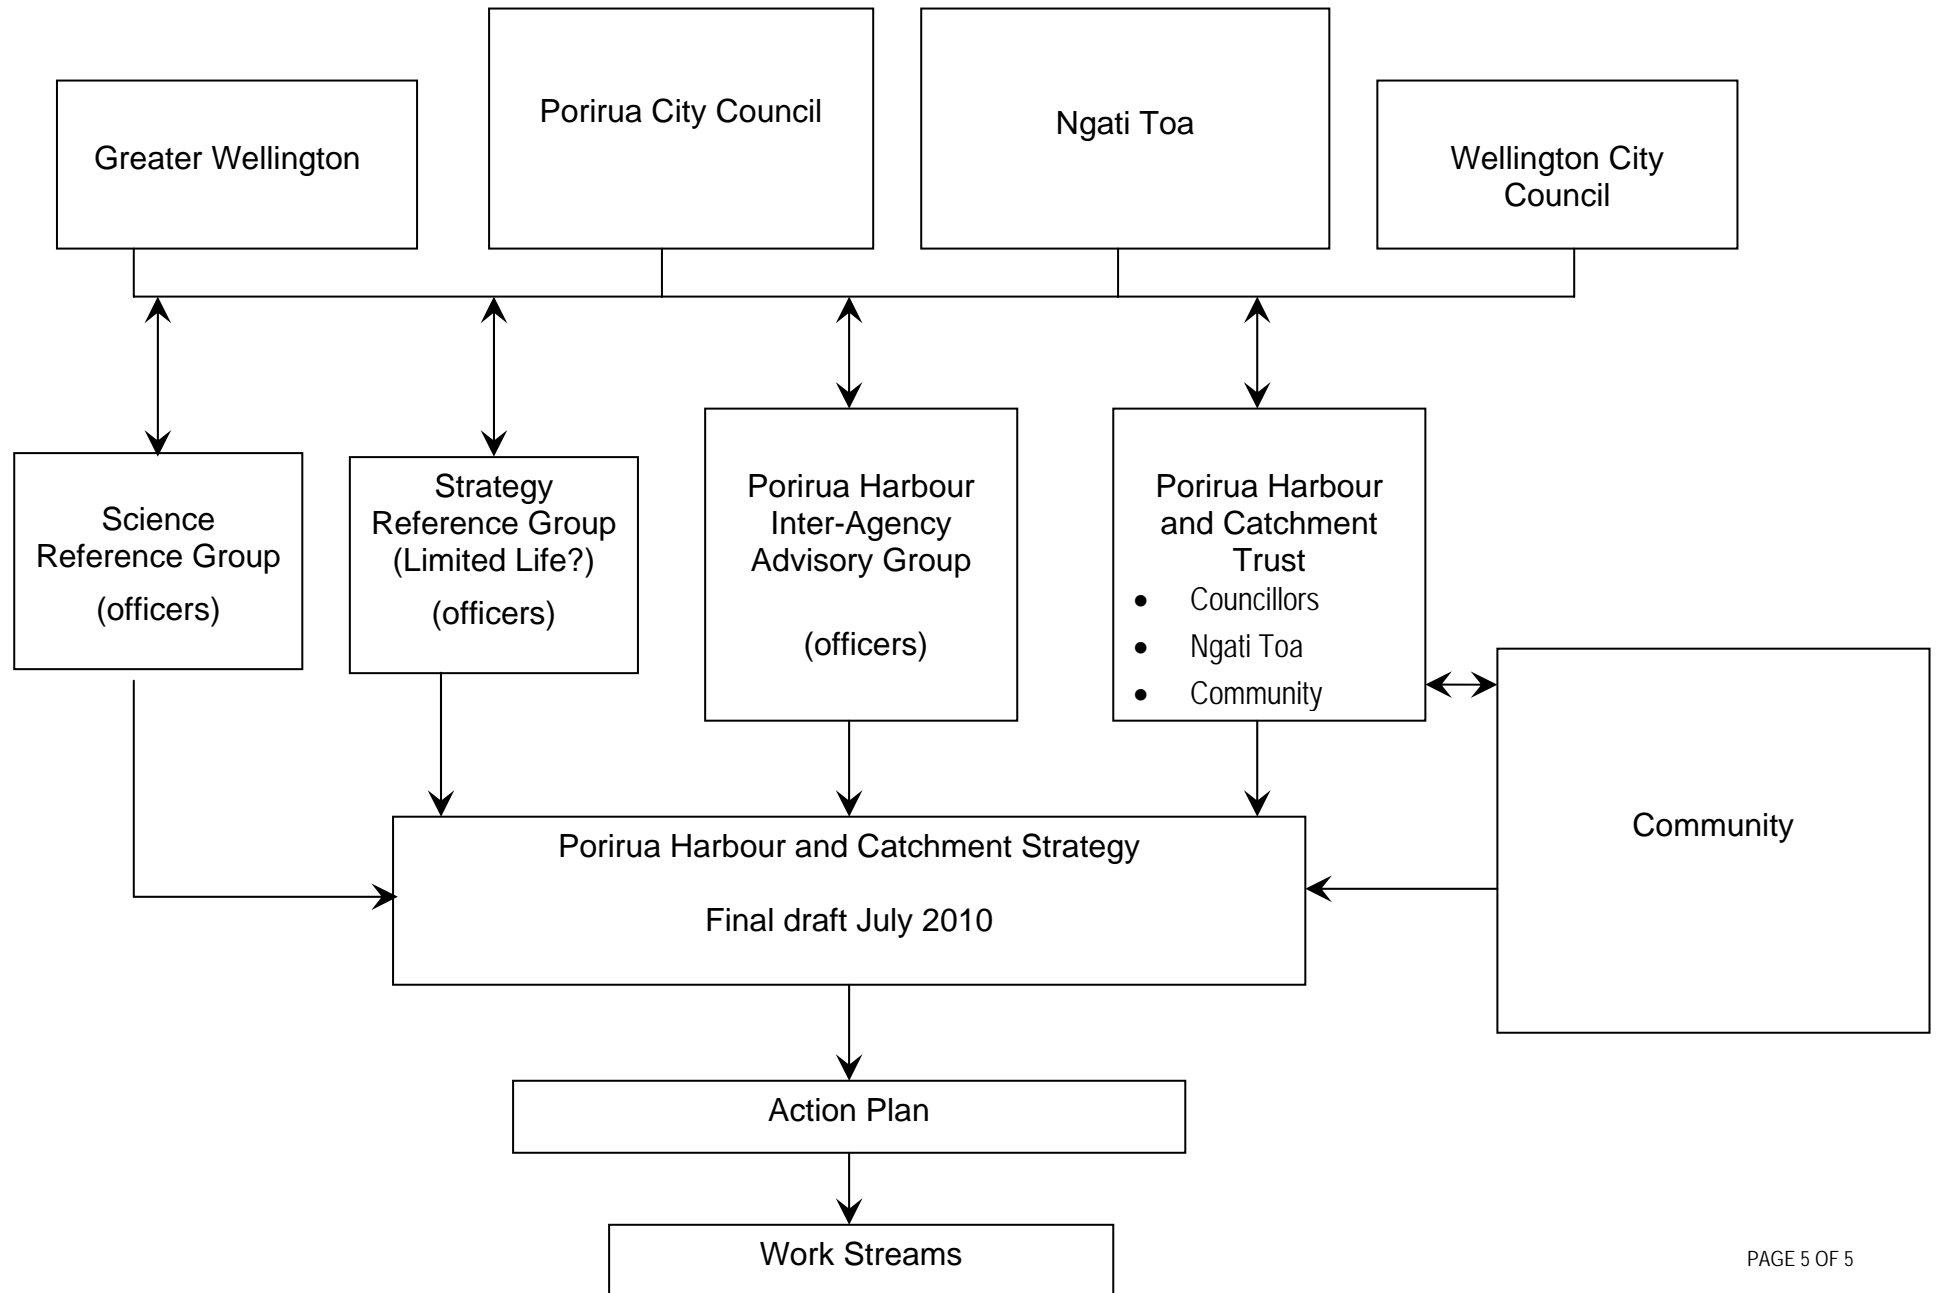 Greater Wellington
Porirua City Council
Ngati Toa
Wellington City
Council
Science
Reference Group
(officers)
Strategy
Reference Group
(Limited Life?)
(officers)
Porirua Harbour
Inter-Agency
Advisory Group
(officers)
Porirua Harbour
and Catchment
Trust
• Councillors
• Ngati Toa
• Community
Community
Porirua Harbour and Catchment Strategy
Final draft July 2010
Action Plan
Work Streams
PAGE 5 OF 5